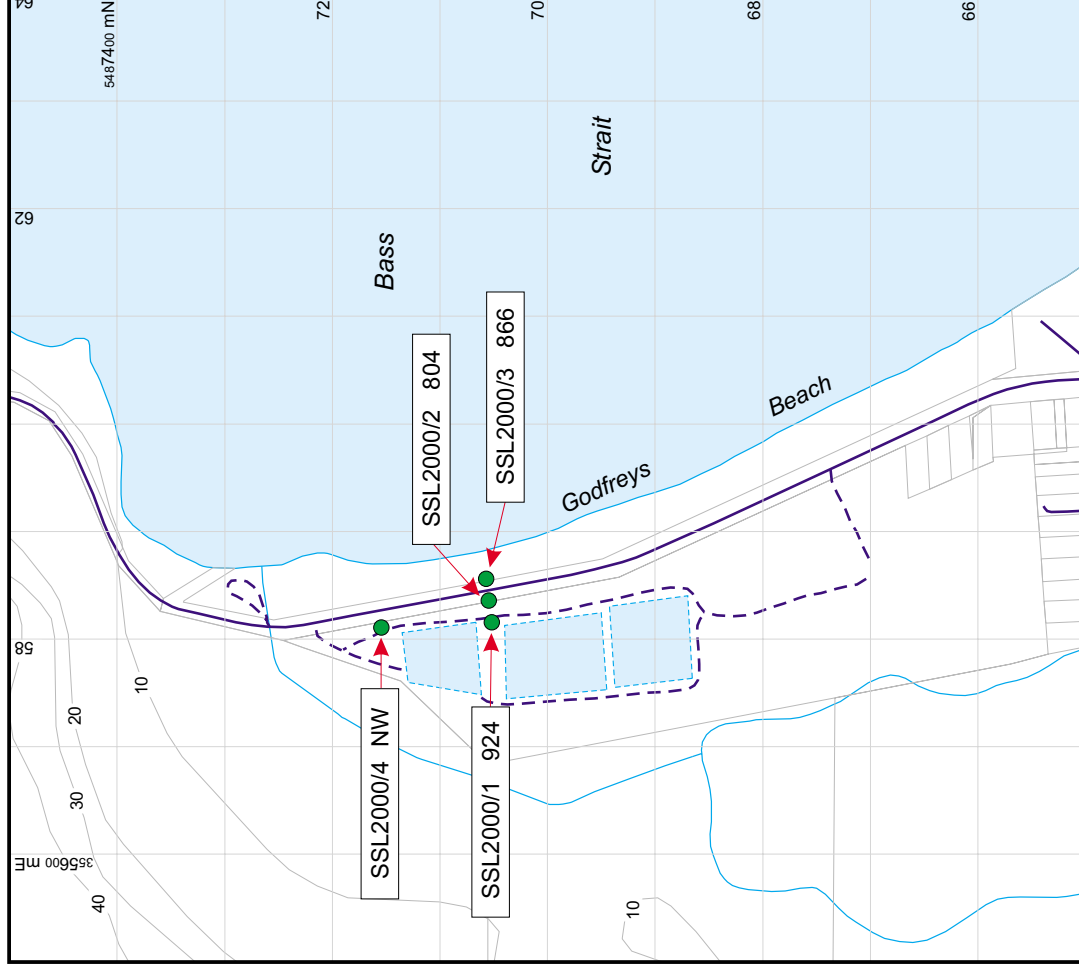 64
5487400 mN
72
70
68
66
62
Bass
Strait
SSL2000/2 804
SSL2000/3 866
Godfreys
Beach
58
10
20
30
40
355600 mE
SSL2000/4 NW
SSL2000/1 924
10